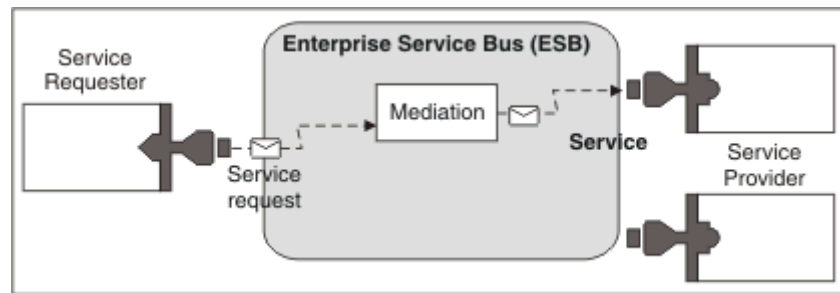 Enterprise Service Bus (ESB)
Service
Requester
Mediation
Service
request
Service
Service
Provider